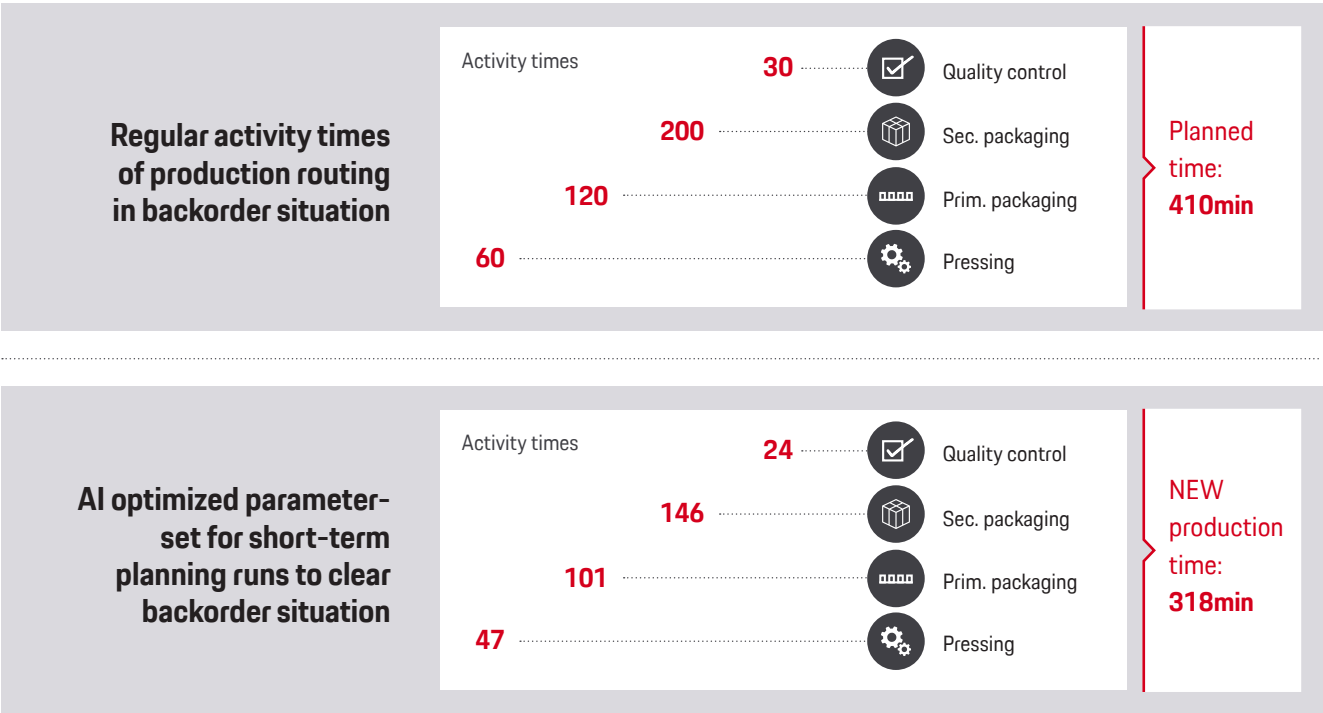 Regular activity times
of production routing
in backorder situation
Activity times
30 Quality control
200 Sec. packaging
120 Prim. packaging
60 Pressing
Planned
time:
410min
AI optimized parameter-
set for short-term
planning runs to clear
backorder situation
Activity times
24 Quality control
146 Sec. packaging
101 Prim. packaging
47 Pressing
NEW
production
time:
318min